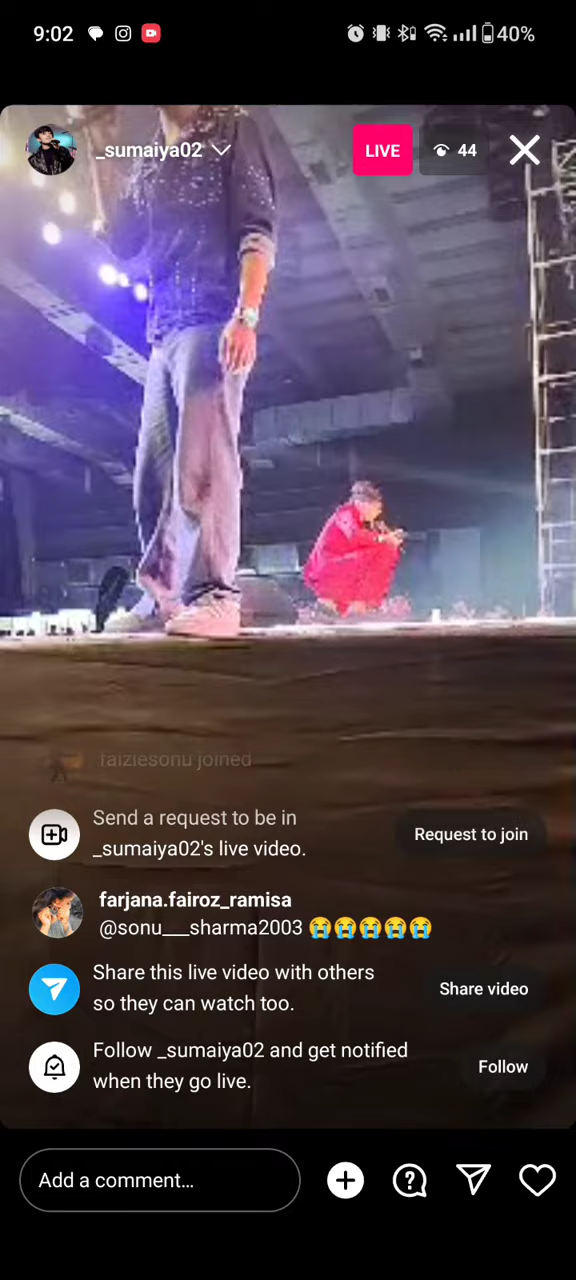 9:02
40%
_sumaiya02
LIVE
44
faiziesonu joined
Send a request to be in
_sumaiya02's live video.
Request to join
farjana.fairoz_ramisa
@sonu___sharma2003 😭😭😭😭😭
Share this live video with others
so they can watch too.
Share video
Follow _sumaiya02 and get notified
when they go live.
Follow
Add a comment...